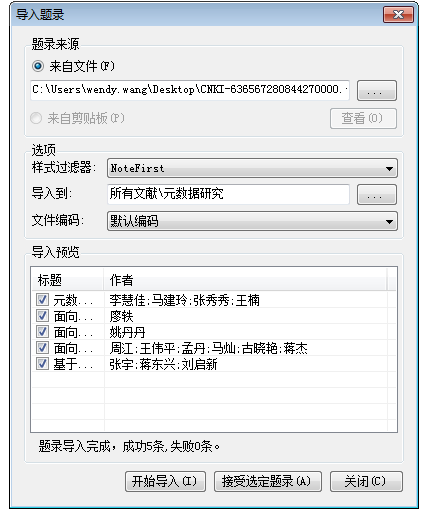 导入题录
题录来源
来自文件(F)
C:\Users\wendy.wang\Desktop\CNKI-636567280844270000.
...
来自剪贴板(P)
查看(O)
选项
样式过滤器: NoteFirst
导入到: 所有文献\元数据研究 ...
文件编码: 默认编码
导入预览
标题 作者
元数... 李慧佳;马建玲;张秀秀;王楠
面向... 廖轶
面向... 姚丹丹
面向... 周江;王伟平;孟丹;马灿;古晓艳;蒋杰
基于... 张宇;蒋东兴;刘启新
题录导入完成，成功5条,失败0条。
开始导入(I) 接受选定题录(A) 关闭(C)